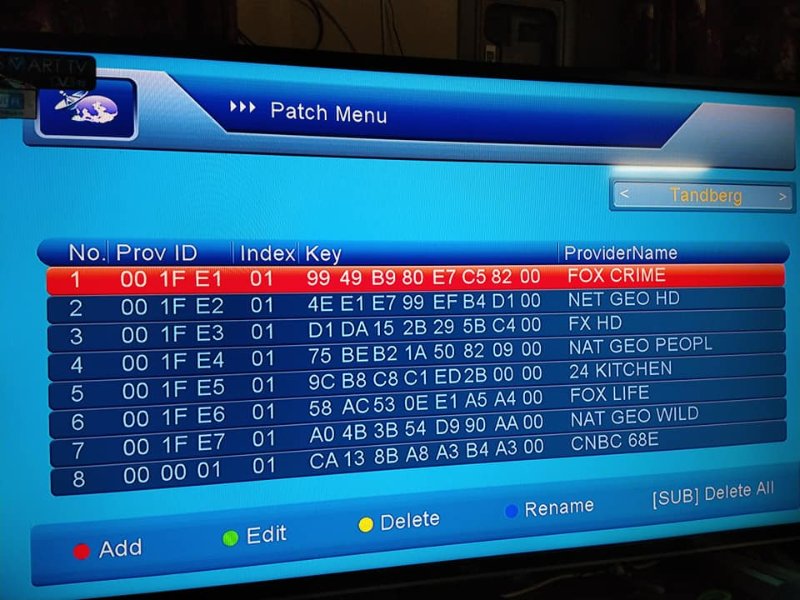 SMART TV
>>> Patch Menu
< Tandberg >
No. Prov ID Index Key ProviderName
1 00 1F E1 01 99 49 B9 80 E7 C5 82 00 FOX CRIME
2 00 1F E2 01 4E E1 E7 99 EF B4 D1 00 NET GEO HD
3 00 1F E3 01 D1 DA 15 2B 29 5B C4 00 FX HD
4 00 1F E4 01 75 BE B2 1A 50 82 09 00 NAT GEO PEOPL
5 00 1F E5 01 9C B8 C8 C1 ED 2B 00 00 24 KITCHEN
6 00 1F E6 01 58 AC 53 0E E1 A5 A4 00 FOX LIFE
7 00 1F E7 01 A0 4B 3B 54 D9 90 AA 00 NAT GEO WILD
8 00 00 01 01 CA 13 8B A8 A3 B4 A3 00 CNBC 68E
Add Edit Delete Rename [SUB] Delete All